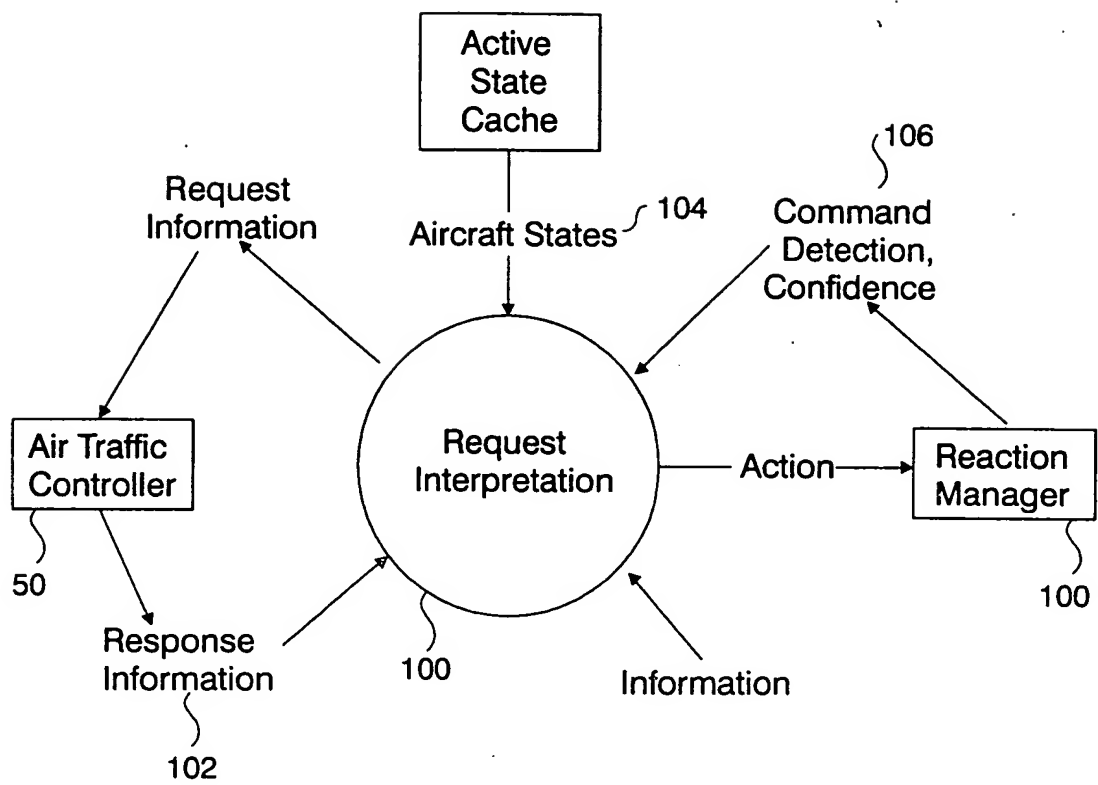 Active
State
Cache
106
Request
Information
Aircraft States
104
Command
Detection,
Confidence
Air Traffic
Controller
Request
Interpretation
Action
Reaction
Manager
50
100
Response
Information
100
Information
102